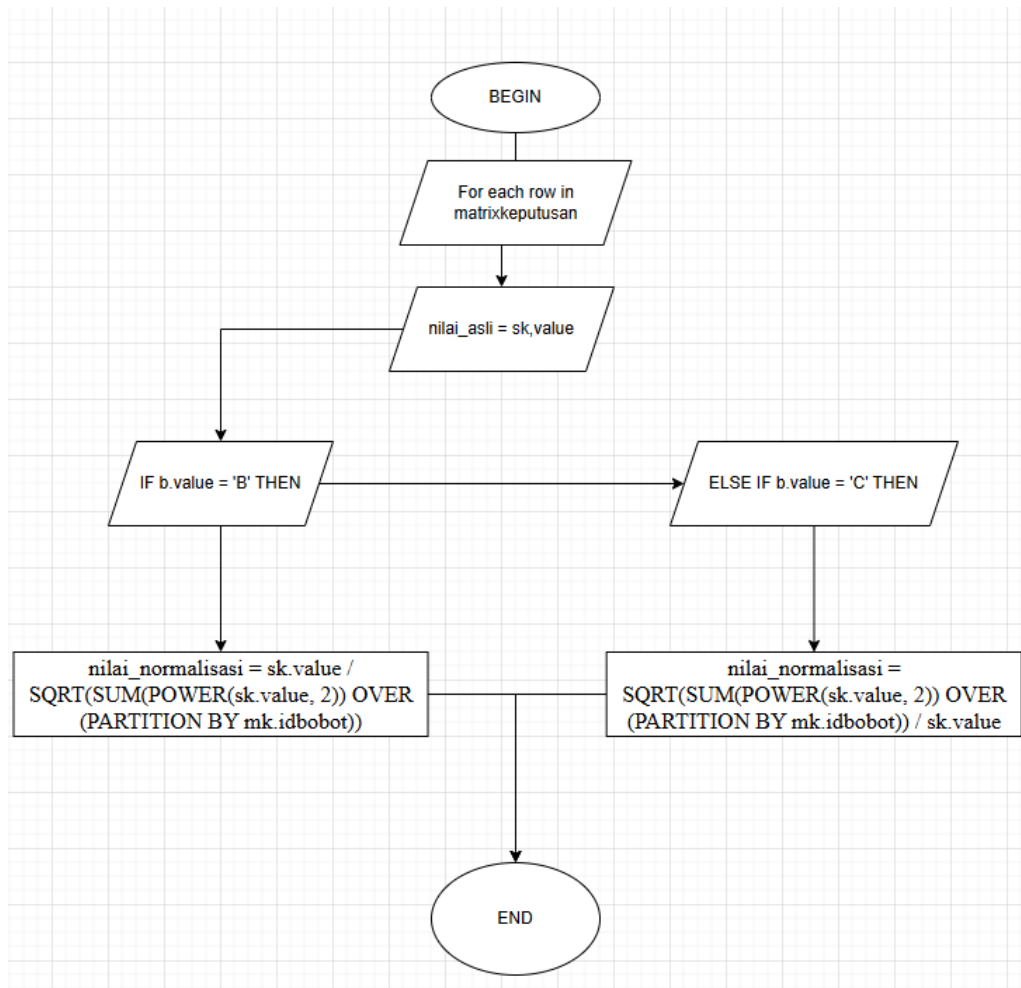 BEGIN
For each row in
matrixkeputusan
nilai_asli = sk,value
IF b.value = 'B' THEN
ELSE IF b.value = 'C' THEN
nilai_normalisasi = sk.value /
SQRT(SUM(POWER(sk.value, 2)) OVER
(PARTITION BY mk.idbobot))
nilai_normalisasi =
SQRT(SUM(POWER(sk.value, 2)) OVER
(PARTITION BY mk.idbobot)) / sk.value
END